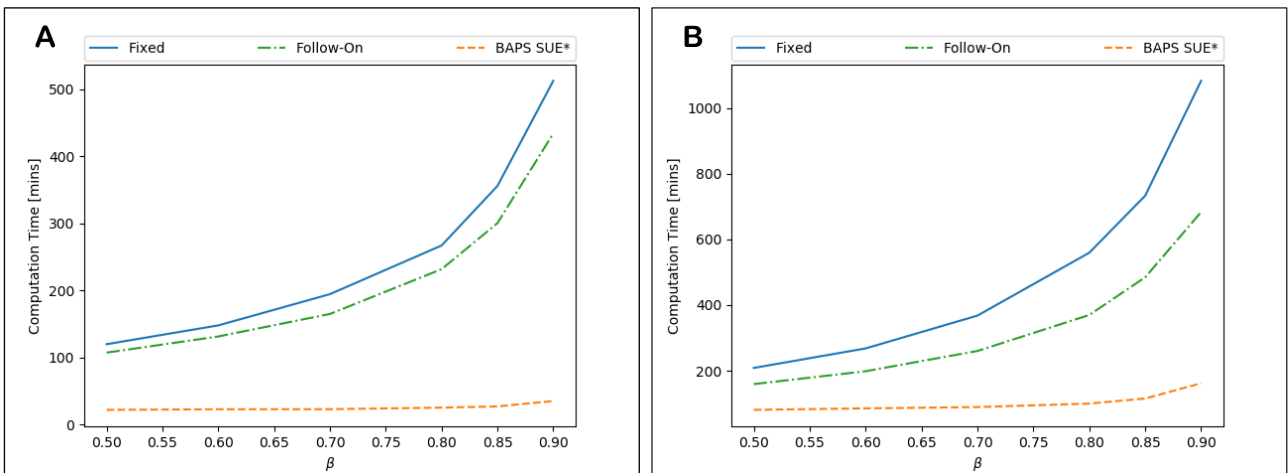 A
Fixed Follow-On BAPS SUE*
Computation Time [mins]
500
400
300
200
100
0
0.50 0.55 0.60 0.65 0.70 0.75 0.80 0.85 0.90
β
B
Fixed Follow-On BAPS SUE*
Computation Time [mins]
1000
800
600
400
200
0.50 0.55 0.60 0.65 0.70 0.75 0.80 0.85 0.90
β